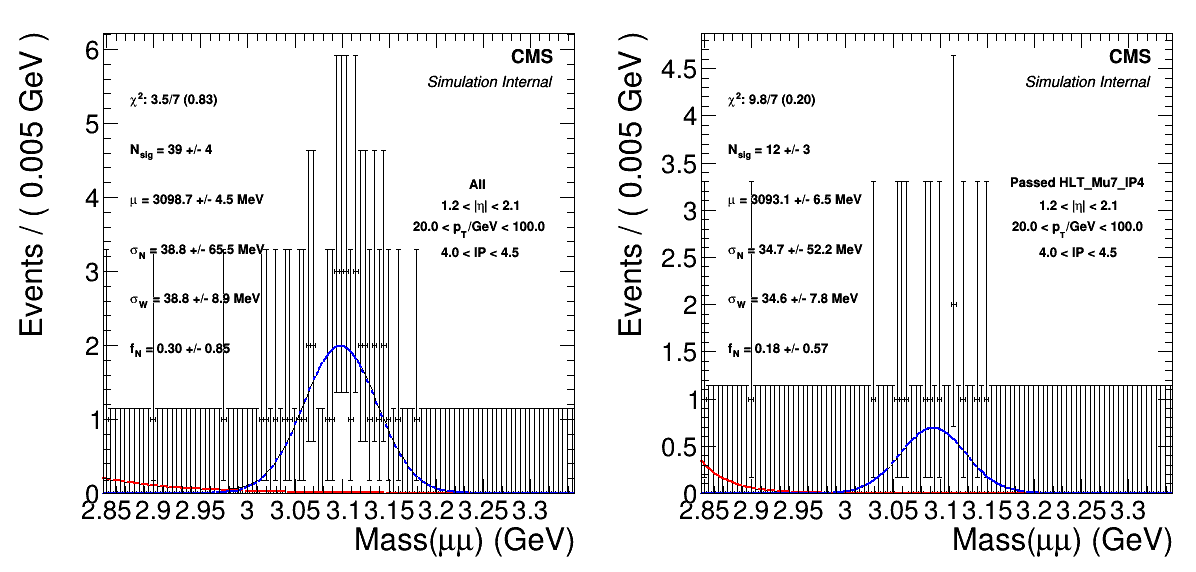 Events / ( 0.005 GeV )
6
5
4
3
2
1
0
CMS
Simulation Internal
χ²: 3.5/7 (0.83)
N_sig = 39 +/- 4
μ = 3098.7 +/- 4.5 MeV
σ_N = 38.8 +/- 65.5 MeV
σ_W = 38.8 +/- 8.9 MeV
f_N = 0.30 +/- 0.85
All
1.2 < |η| < 2.1
20.0 < p_T/GeV < 100.0
4.0 < IP < 4.5
2.85 2.9 2.95 3 3.05 3.1 3.15 3.2 3.25 3.3
Mass(μμ) (GeV)
Events / ( 0.005 GeV )
4.5
4
3.5
3
2.5
2
1.5
1
0.5
0
CMS
Simulation Internal
χ²: 9.8/7 (0.20)
N_sig = 12 +/- 3
μ = 3093.1 +/- 6.5 MeV
σ_N = 34.7 +/- 52.2 MeV
σ_W = 34.6 +/- 7.8 MeV
f_N = 0.18 +/- 0.57
Passed HLT_Mu7_IP4
1.2 < |η| < 2.1
20.0 < p_T/GeV < 100.0
4.0 < IP < 4.5
2.85 2.9 2.95 3 3.05 3.1 3.15 3.2 3.25 3.3
Mass(μμ) (GeV)